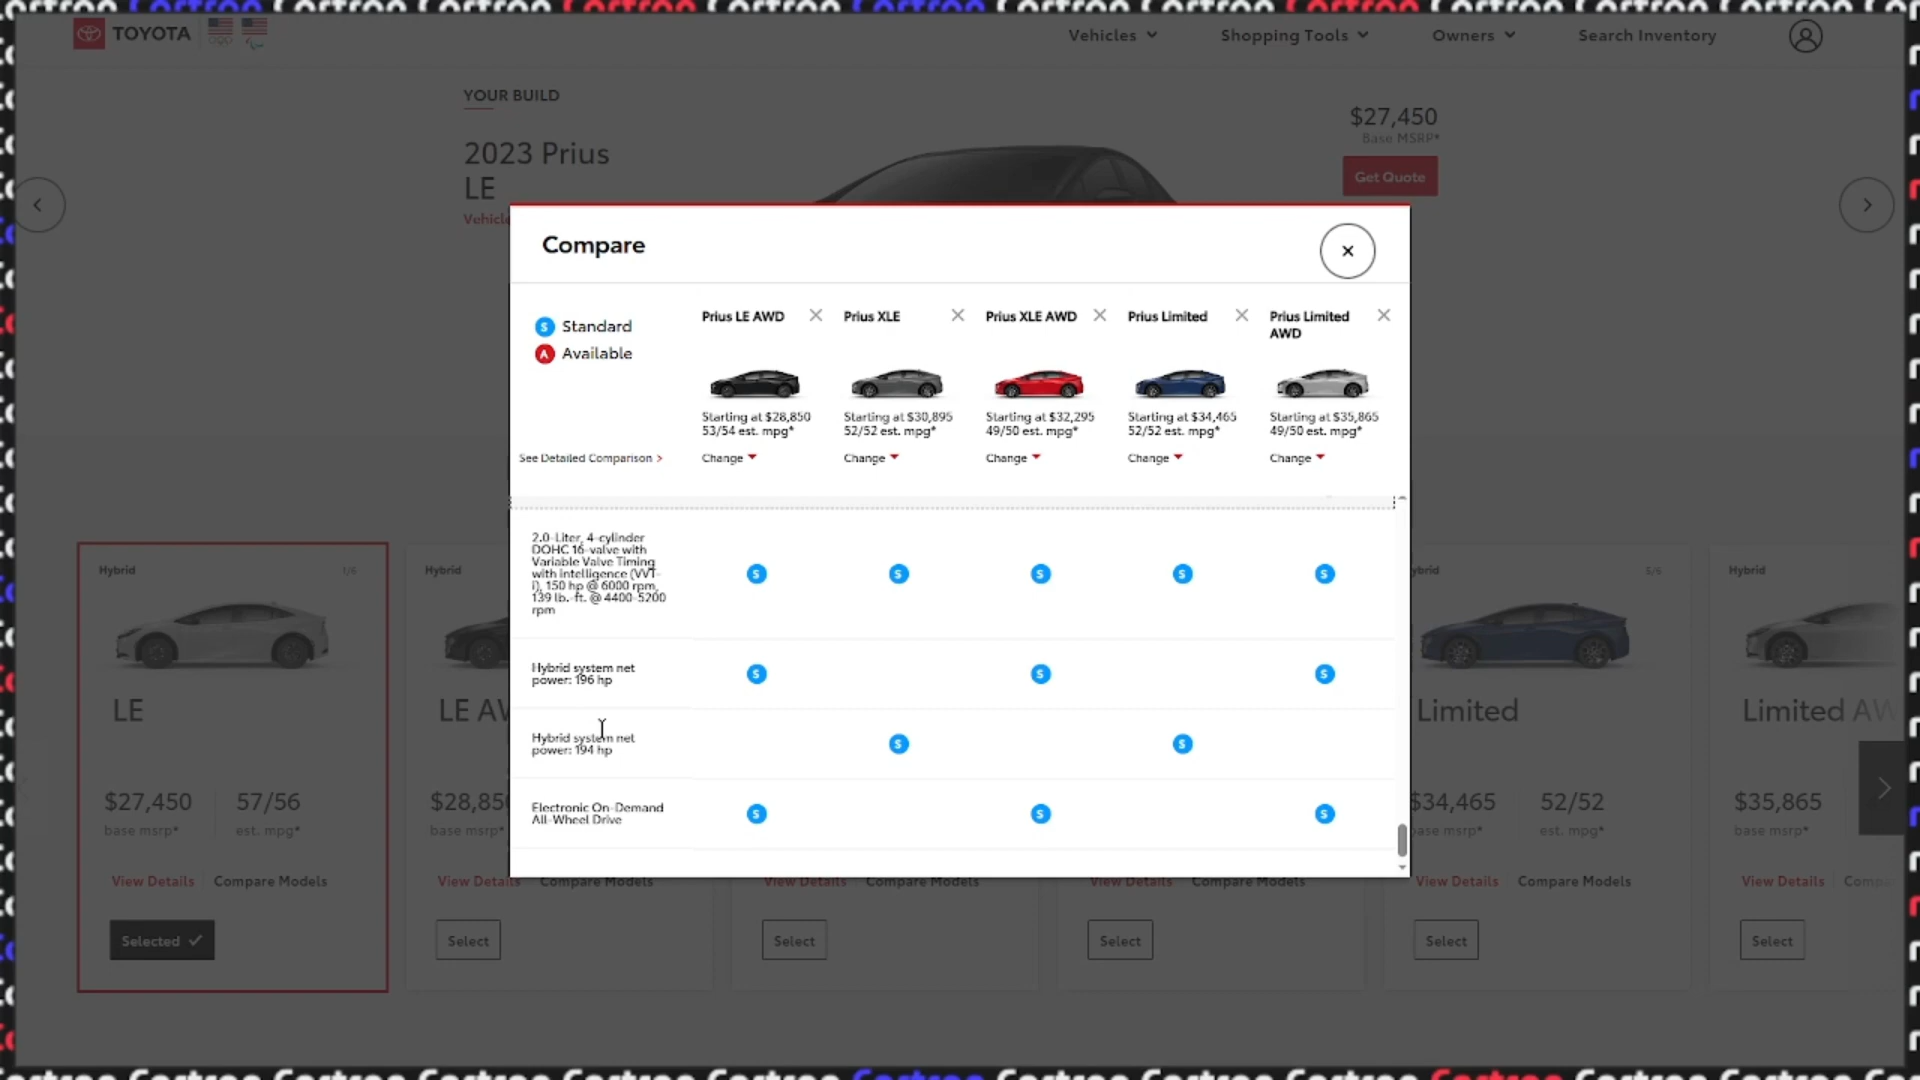 TOYOTA
Vehicles
Shopping Tools
Owners
Search Inventory
YOUR BUILD
2023 Prius
LE
$27,450
Base MSRP*
Get Quote
Compare
S Standard
A Available
See Detailed Comparison >
Prius LE AWD
Starting at $28,850
53/54 est. mpg*
Change
Prius XLE
Starting at $30,895
52/52 est. mpg*
Change
Prius XLE AWD
Starting at $32,295
49/50 est. mpg*
Change
Prius Limited
Starting at $34,465
52/52 est. mpg*
Change
Prius Limited
AWD
Starting at $35,865
49/50 est. mpg*
Change
2.0-Liter, 4-cylinder
DOHC 16-valve with
Variable Valve Timing
with intelligence (VVT-
i), 150 hp @ 6000 rpm,
139 lb.-ft. @ 4400-5200
rpm
S S S S S
Hybrid system net
power: 196 hp
S S S
Hybrid system net
power: 194 hp
S S
Electronic On-Demand
All-Wheel Drive
S S S
Hybrid 1/6
LE
$27,450 57/56
base msrp* est. mpg*
View Details Compare Models
Selected
Hybrid
LE AW
$28,85
base msrp*
View Details Compare Models
Select
View Details Compare Models
Select
View Details Compare Models
Select
5/6
Limited
$34,465 52/52
base msrp* est. mpg*
View Details Compare Models
Select
Hybrid
Limited AW
$35,865
base msrp*
View Details
Select